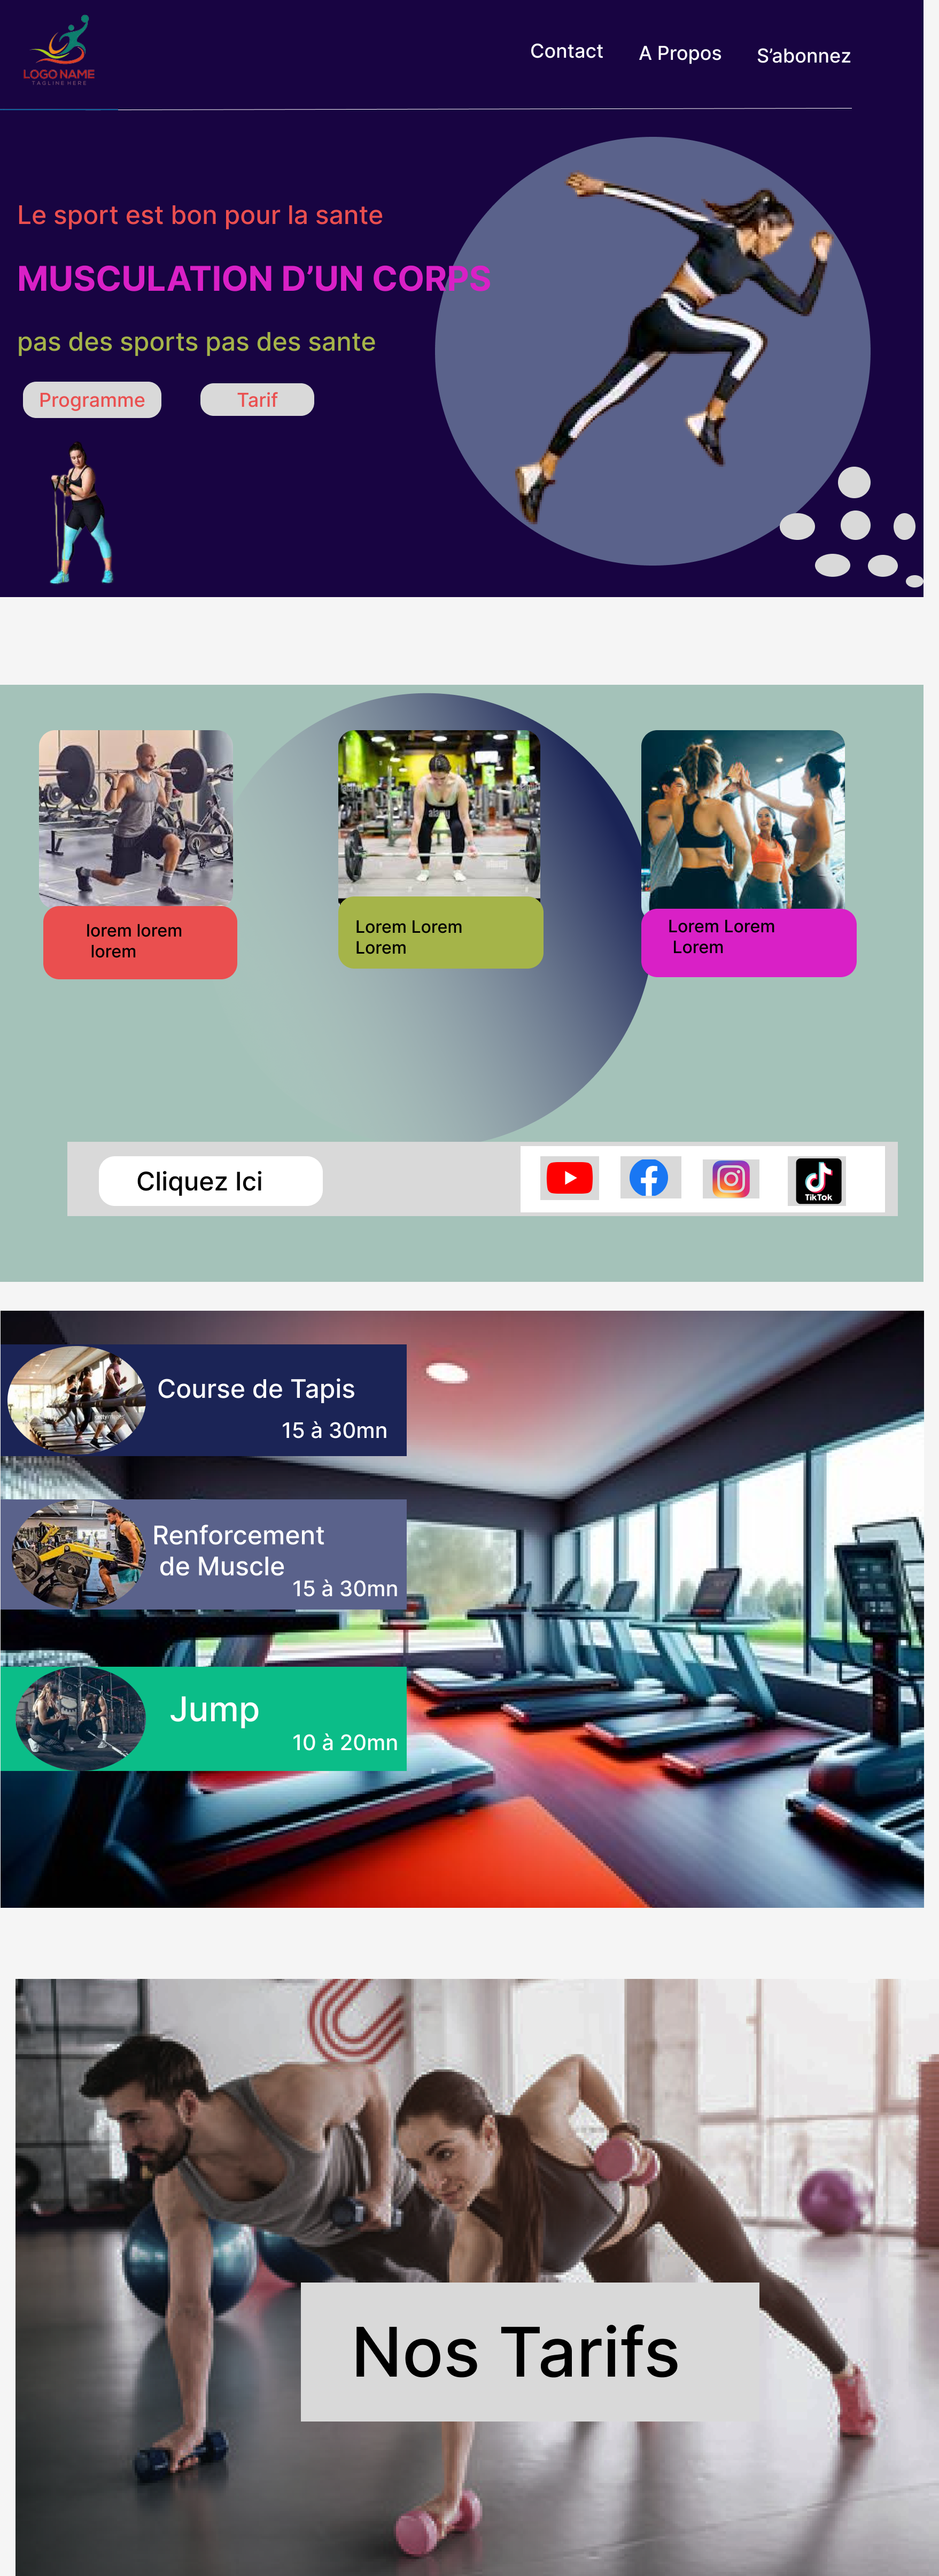 LOGO NAME
TAGLINE HERE
Contact
A Propos
S'abonnez
Le sport est bon pour la sante
MUSCULATION D'UN CORPS
pas des sports pas des sante
Programme
Tarif
lorem lorem
lorem
Lorem Lorem
Lorem
Lorem Lorem
Lorem
Cliquez Ici
TikTok
Course de Tapis
15 à 30mn
Renforcement
de Muscle
15 à 30mn
Jump
10 à 20mn
Nos Tarifs